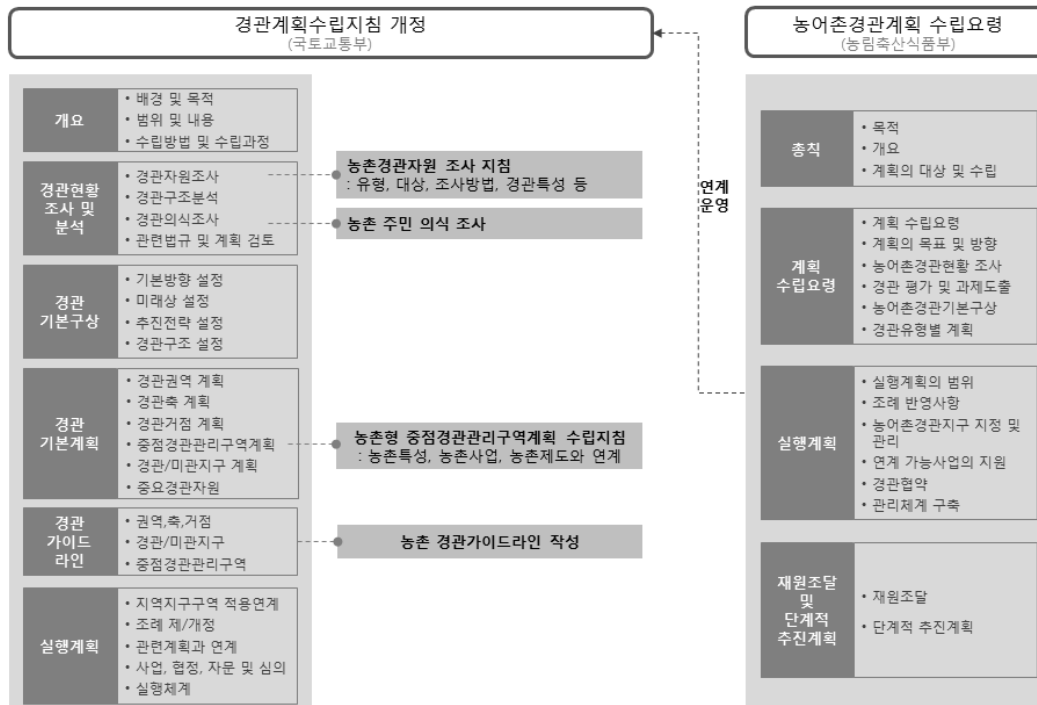 경관계획수립지침 개정
(국토교통부)
개요
• 배경 및 목적
• 범위 및 내용
• 수립방법 및 수립과정
경관현황
조사 및
분석
• 경관자원조사
• 경관구조분석
• 경관의식조사
• 관련법규 및 계획 검토
농촌경관자원 조사 지침
: 유형, 대상, 조사방법, 경관특성 등
농촌 주민 의식 조사
경관
기본구상
• 기본방향 설정
• 미래상 설정
• 추진전략 설정
• 경관구조 설정
경관
기본계획
• 경관권역 계획
• 경관축 계획
• 경관거점 계획
• 중점경관관리구역계획
• 경관/미관지구 계획
• 중요경관자원
농촌형 중점경관관리구역계획 수립지침
: 농촌특성, 농촌사업, 농촌제도와 연계
경관
가이드
라인
• 권역,축,거점
• 경관/미관지구
• 중점경관관리구역
농촌 경관가이드라인 작성
실행계획
• 지역지구구역 적용연계
• 조례 제/개정
• 관련계획과 연계
• 사업, 협정, 자문 및 심의
• 실행체계
연계
운영
농어촌경관계획 수립요령
(농림축산식품부)
총칙
• 목적
• 개요
• 계획의 대상 및 수립
계획
수립요령
• 계획 수립요령
• 계획의 목표 및 방향
• 농어촌경관현황 조사
• 경관 평가 및 과제도출
• 농어촌경관기본구상
• 경관유형별 계획
실행계획
• 실행계획의 범위
• 조례 반영사항
• 농어촌경관지구 지정 및
관리
• 연계 가능사업의 지원
• 경관협약
• 관리체계 구축
재원조달
및
단계적
추진계획
• 재원조달
• 단계적 추진계획